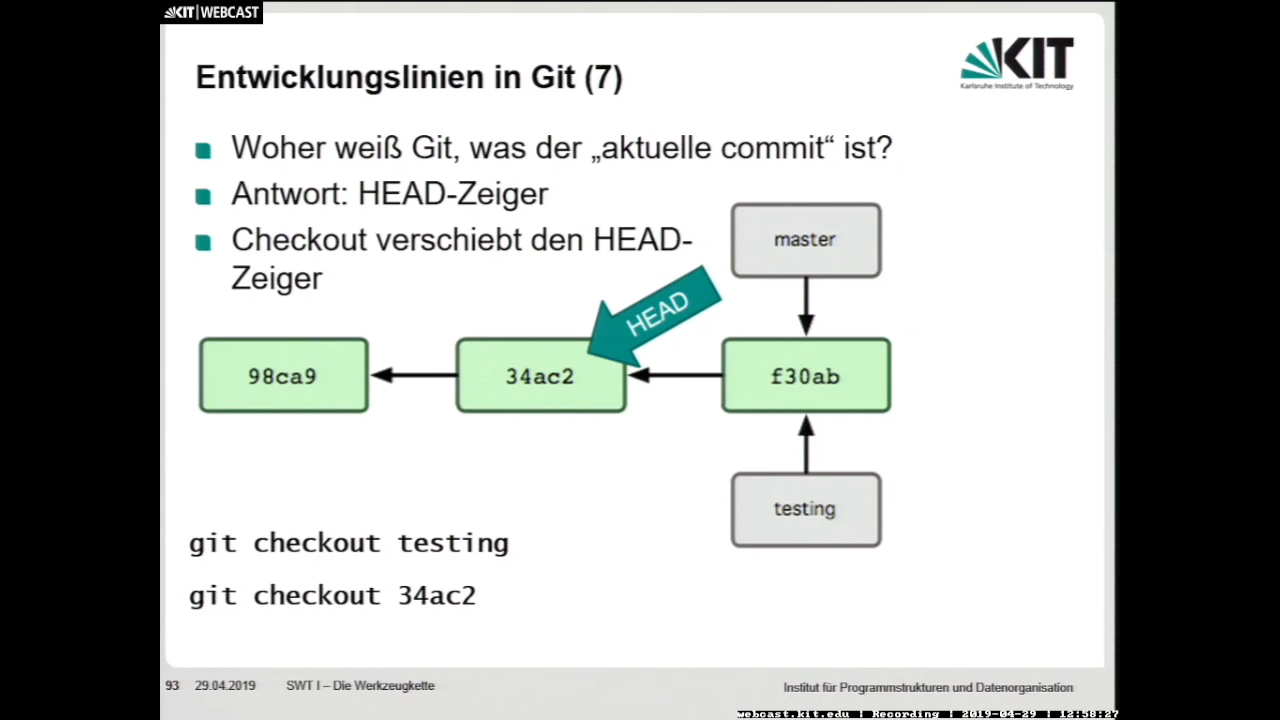 KIT | WEBCAST
Entwicklungslinien in Git (7)
KIT
Karlsruhe Institute of Technology
Woher weiß Git, was der „aktuelle commit“ ist?
Antwort: HEAD-Zeiger
Checkout verschiebt den HEAD-
Zeiger
master
HEAD
98ca9
34ac2
f30ab
testing
git checkout testing
git checkout 34ac2
93 29.04.2019 SWT I – Die Werkzeugkette
Institut für Programmstrukturen und Datenorganisation
webcast.kit.edu | Recording | 2019-04-29 | 12:58:27